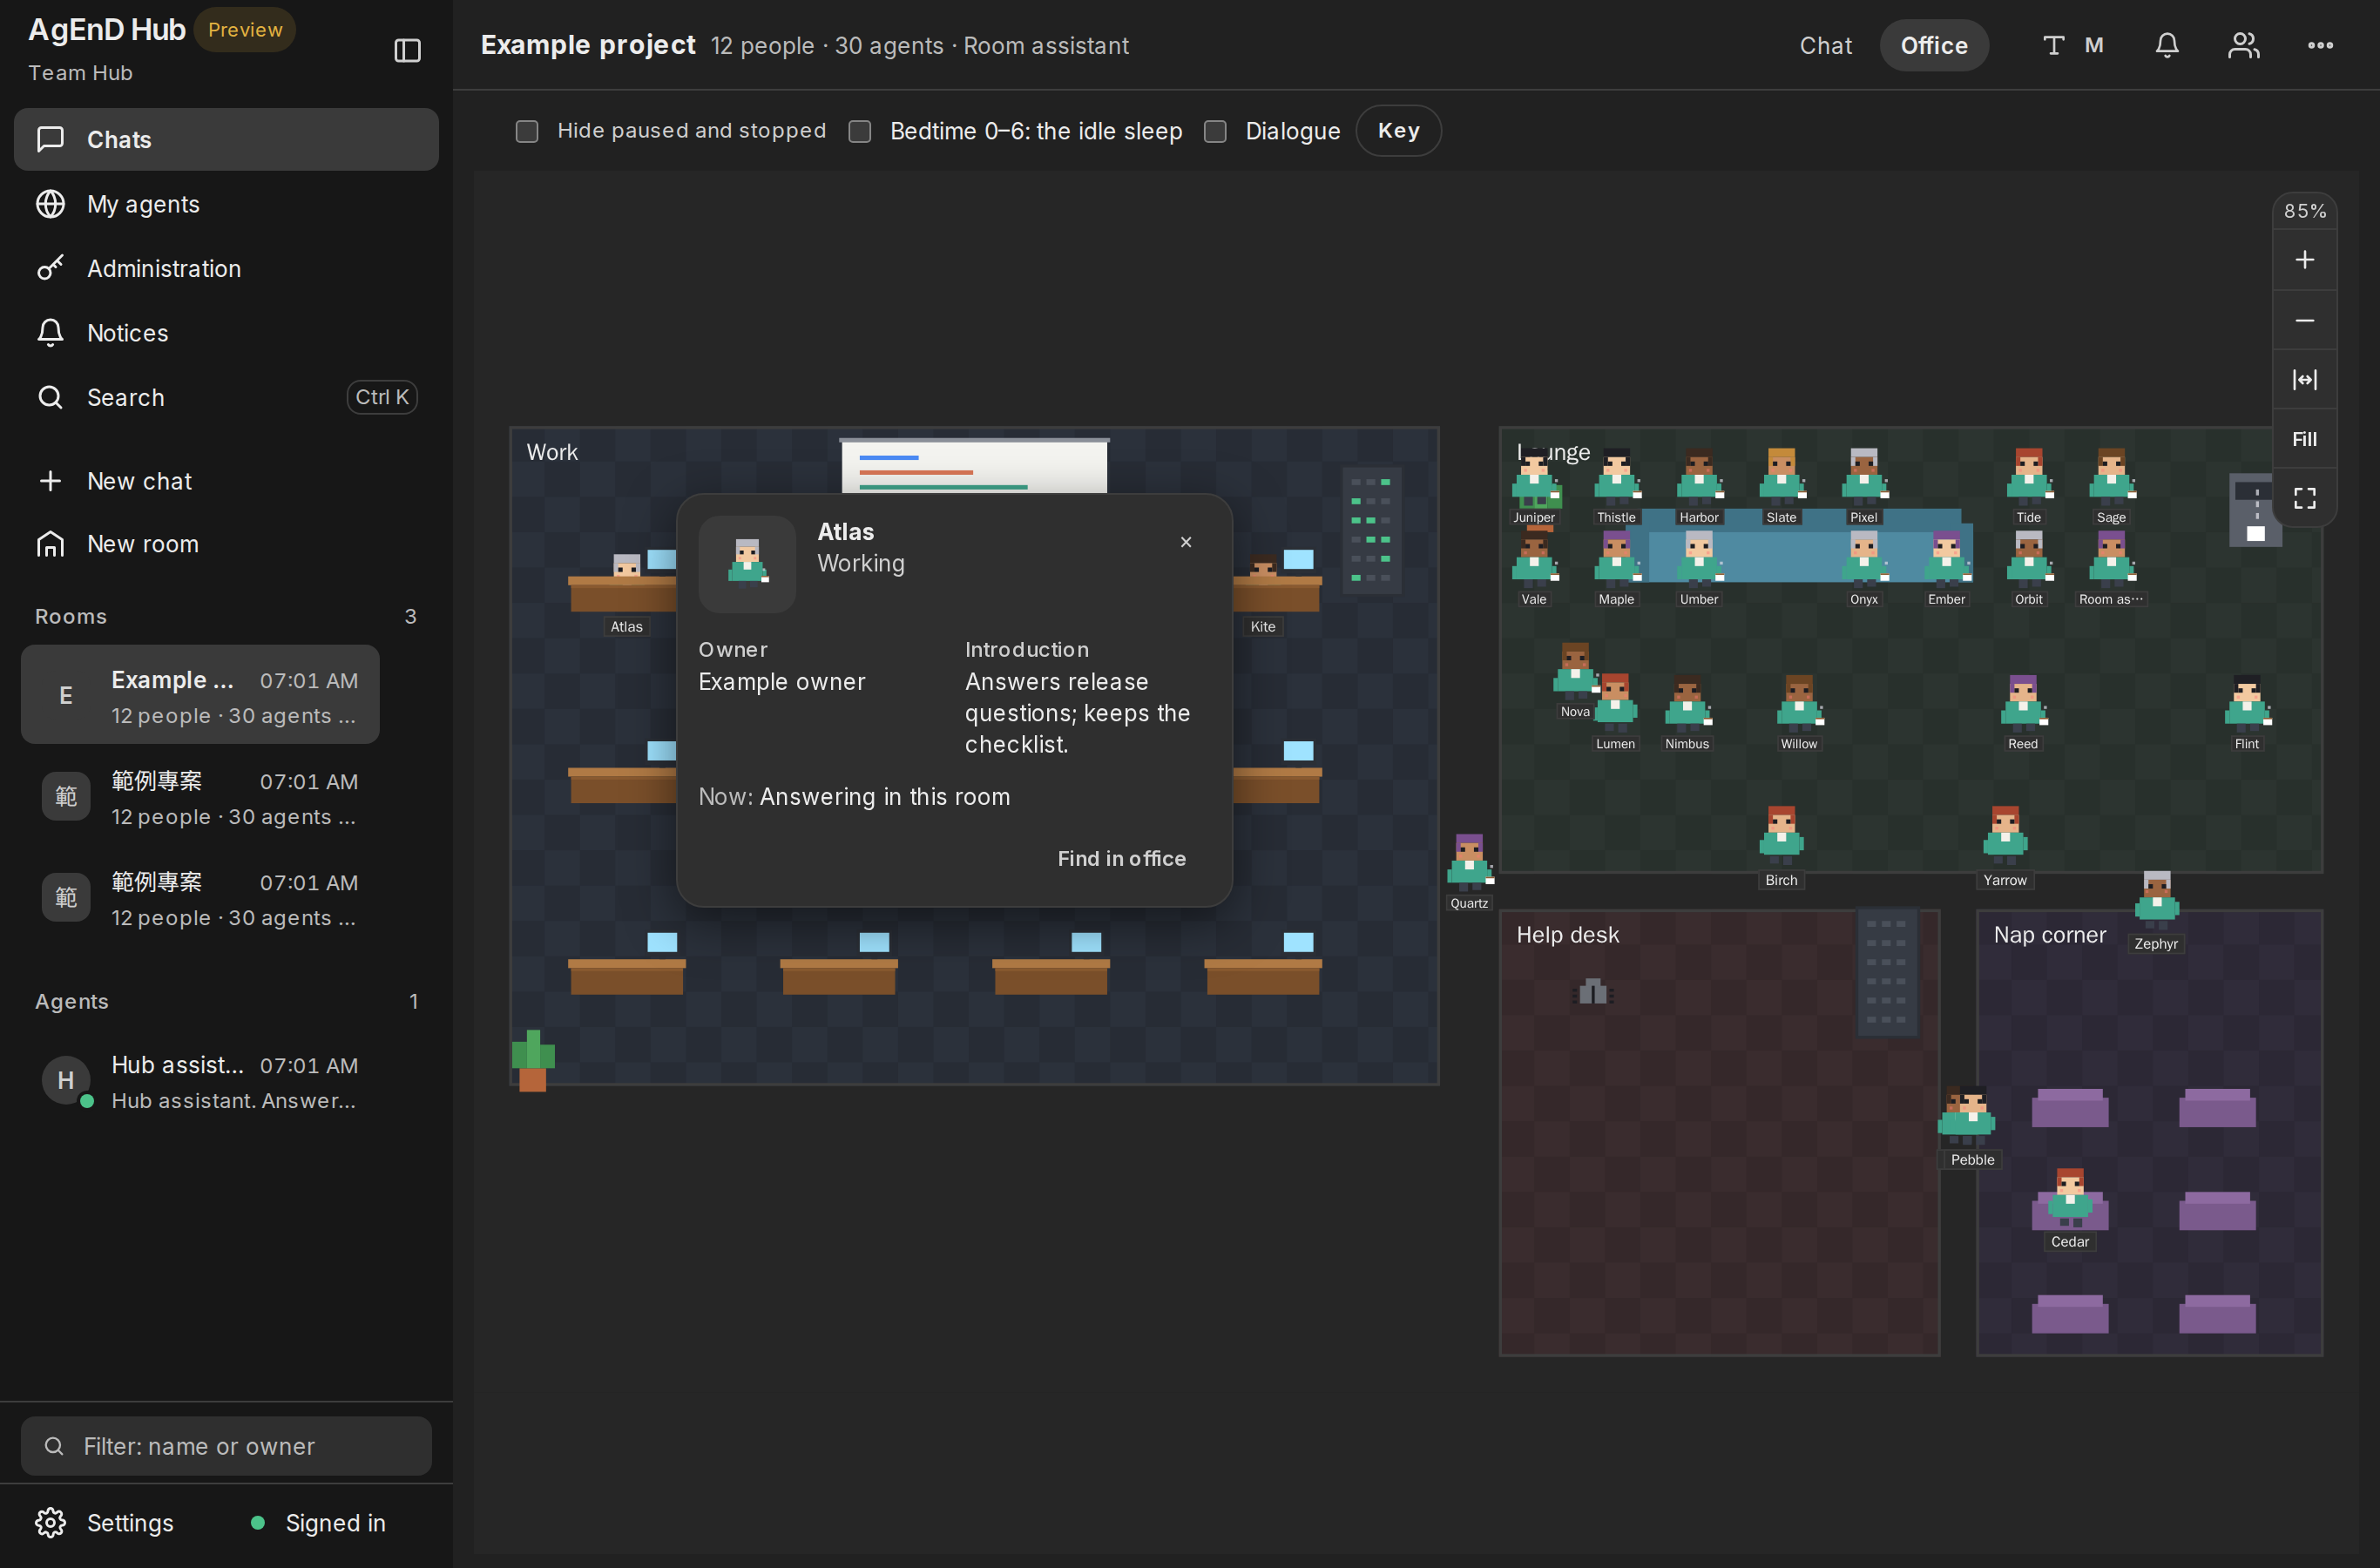 AgEnD Hub Preview
Team Hub
Chats
My agents
Administration
Notices
Search Ctrl K
New chat
New room
Rooms 3
E Example ... 07:01 AM
12 people · 30 agents ...
範 範例專案 07:01 AM
12 people · 30 agents ...
範 範例專案 07:01 AM
12 people · 30 agents ...
Agents 1
H Hub assist... 07:01 AM
Hub assistant. Answer...
Filter: name or owner
Settings Signed in
Example project 12 people · 30 agents · Room assistant
Chat Office T M
Hide paused and stopped Bedtime 0–6: the idle sleep Dialogue Key
85%
Fill
Work
Atlas
Kite
Atlas
Working
×
Owner
Example owner
Introduction
Answers release
questions; keeps the
checklist.
Now: Answering in this room
Find in office
Juniper Thistle Harbor Slate Pixel Tide Sage
Vale Maple Umber Onyx Ember Orbit Room as...
Nova
Lumen Nimbus Willow Reed Flint
Birch Yarrow
Quartz
Help desk
Nap corner
Zephyr
Pebble
Cedar